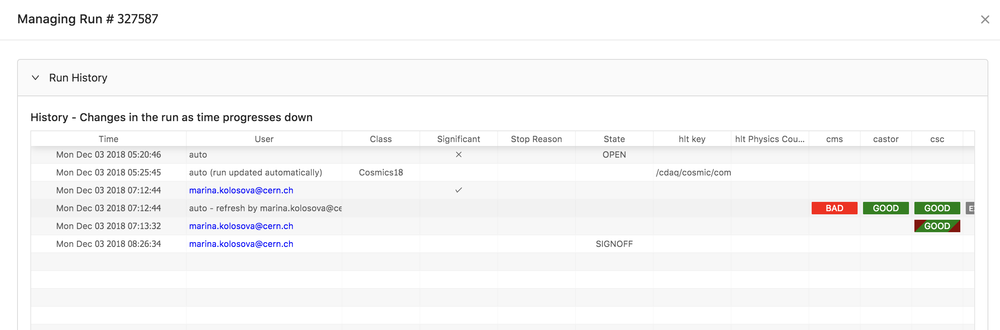 Managing Run # 327587
Run History
History - Changes in the run as time progresses down
Time User Class Significant Stop Reason State hlt key hlt Physics Cou... cms castor csc
Mon Dec 03 2018 05:20:46 auto OPEN
Mon Dec 03 2018 05:25:45 auto (run updated automatically) Cosmics18 /cdaq/cosmic/com
Mon Dec 03 2018 07:12:44 marina.kolosova@cern.ch
Mon Dec 03 2018 07:12:44 auto - refresh by marina.kolosova@ce BAD GOOD GOOD
Mon Dec 03 2018 07:13:32 marina.kolosova@cern.ch GOOD
Mon Dec 03 2018 08:26:34 marina.kolosova@cern.ch SIGNOFF